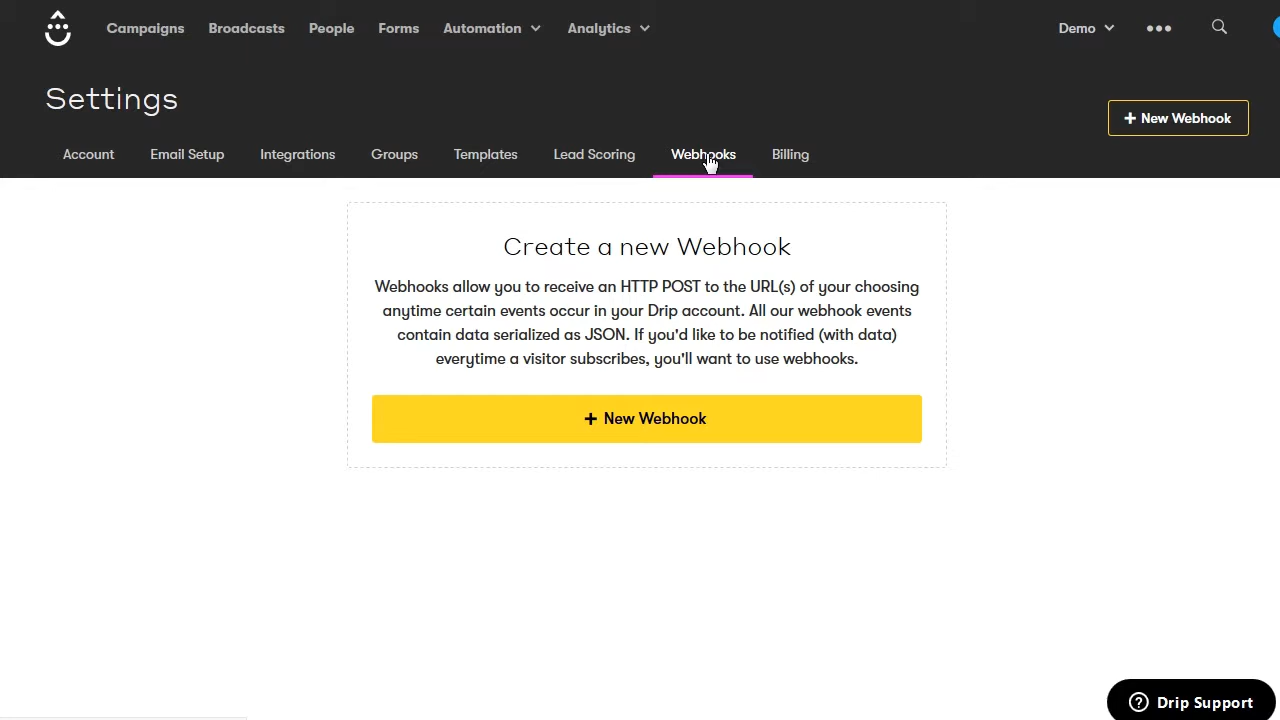 Campaigns Broadcasts People Forms Automation Analytics Demo
Settings
+ New Webhook
Account Email Setup Integrations Groups Templates Lead Scoring Webhooks Billing
Create a new Webhook
Webhooks allow you to receive an HTTP POST to the URL(s) of your choosing
anytime certain events occur in your Drip account. All our webhook events
contain data serialized as JSON. If you'd like to be notified (with data)
everytime a visitor subscribes, you'll want to use webhooks.
+ New Webhook
Drip Support